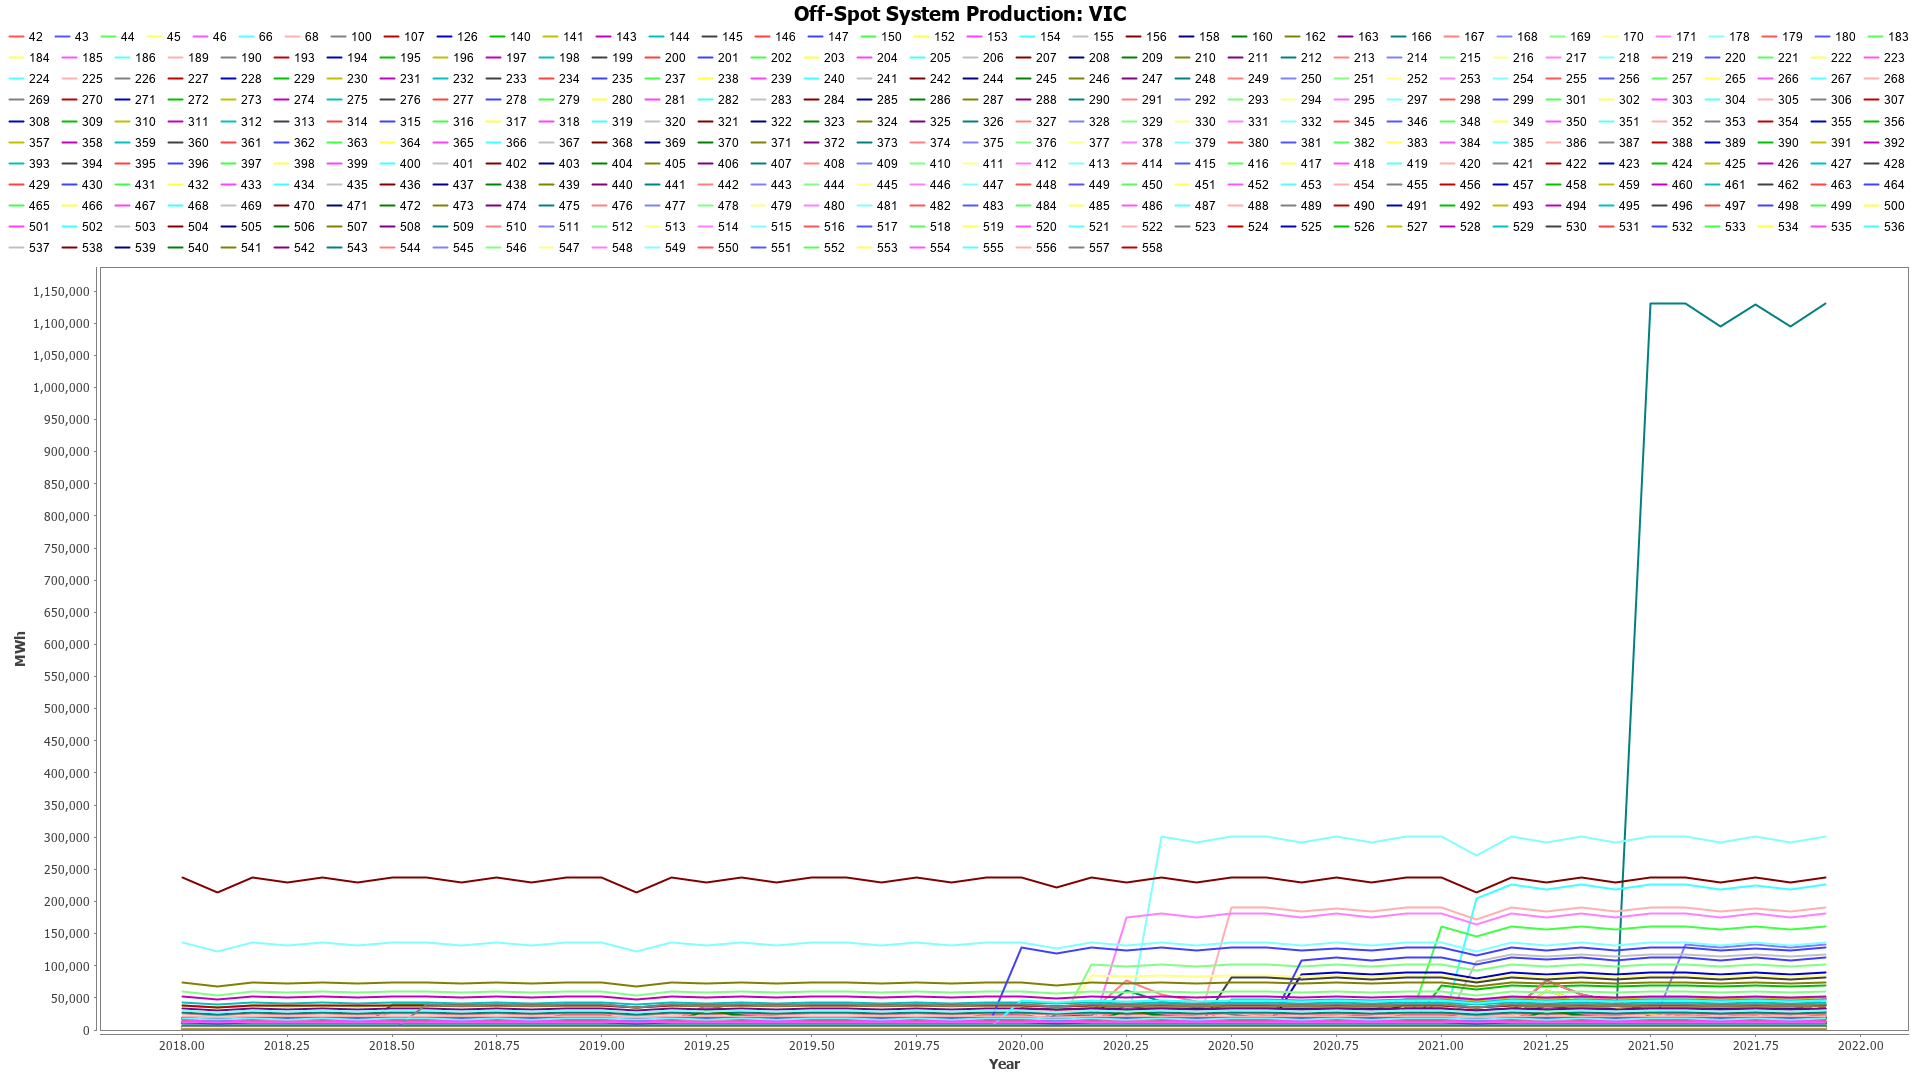 Off-Spot System Production: VIC
42 43 44 45 46 66 68 100 107 126 140 141 143 144 145 146 147 150 152 153 154 155 156 158 160 162 163 166 167 168 169 170 171 178 179 180 183
184 185 186 189 190 193 194 195 196 197 198 199 200 201 202 203 204 205 206 207 208 209 210 211 212 213 214 215 216 217 218 219 220 221 222 223
224 225 226 227 228 229 230 231 232 233 234 235 237 238 239 240 241 242 244 245 246 247 248 249 250 251 252 253 254 255 256 257 265 266 267 268
269 270 271 272 273 274 275 276 277 278 279 280 281 282 283 284 285 286 287 288 290 291 292 293 294 295 297 298 299 301 302 303 304 305 306 307
308 309 310 311 312 313 314 315 316 317 318 319 320 321 322 323 324 325 326 327 328 329 330 331 332 345 346 348 349 350 351 352 353 354 355 356
357 358 359 360 361 362 363 364 365 366 367 368 369 370 371 372 373 374 375 376 377 378 379 380 381 382 383 384 385 386 387 388 389 390 391 392
393 394 395 396 397 398 399 400 401 402 403 404 405 406 407 408 409 410 411 412 413 414 415 416 417 418 419 420 421 422 423 424 425 426 427 428
429 430 431 432 433 434 435 436 437 438 439 440 441 442 443 444 445 446 447 448 449 450 451 452 453 454 455 456 457 458 459 460 461 462 463 464
465 466 467 468 469 470 471 472 473 474 475 476 477 478 479 480 481 482 483 484 485 486 487 488 489 490 491 492 493 494 495 496 497 498 499 500
501 502 503 504 505 506 507 508 509 510 511 512 513 514 515 516 517 518 519 520 521 522 523 524 525 526 527 528 529 530 531 532 533 534 535 536
537 538 539 540 541 542 543 544 545 546 547 548 549 550 551 552 553 554 555 556 557 558
1,150,000
1,100,000
1,050,000
1,000,000
950,000
900,000
850,000
800,000
750,000
700,000
650,000
600,000
550,000
500,000
450,000
400,000
350,000
300,000
250,000
200,000
150,000
100,000
50,000
0
MWh
2018.00 2018.25 2018.50 2018.75 2019.00 2019.25 2019.50 2019.75 2020.00 2020.25 2020.50 2020.75 2021.00 2021.25 2021.50 2021.75 2022.00
Year